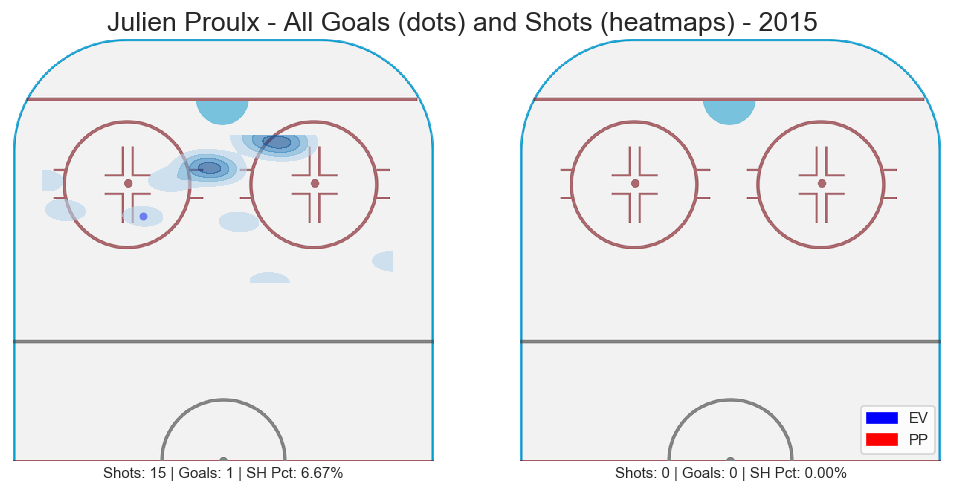 Julien Proulx - All Goals (dots) and Shots (heatmaps) - 2015
EV
PP
Shots: 15 | Goals: 1 | SH Pct: 6.67%
Shots: 0 | Goals: 0 | SH Pct: 0.00%